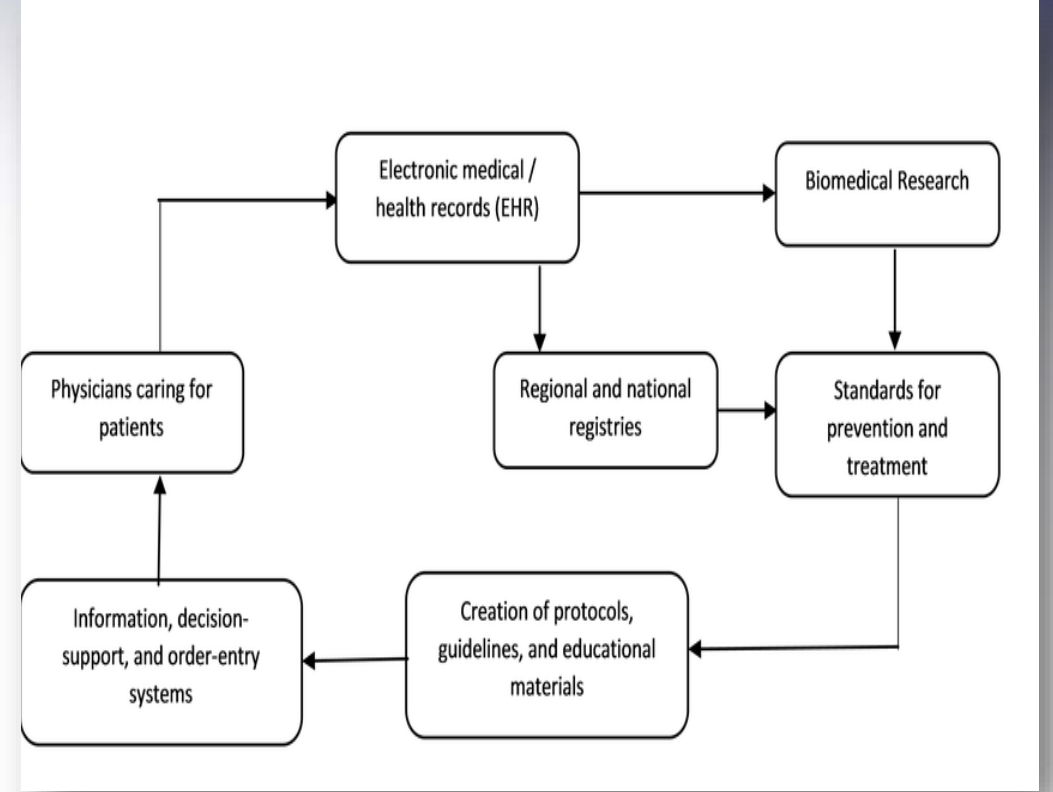 Electronic medical /
health records (EHR)
Biomedical Research
Physicians caring for
patients
Regional and national
registries
Standards for
prevention and
treatment
Information, decision-
support, and order-entry
systems
Creation of protocols,
guidelines, and educational
materials